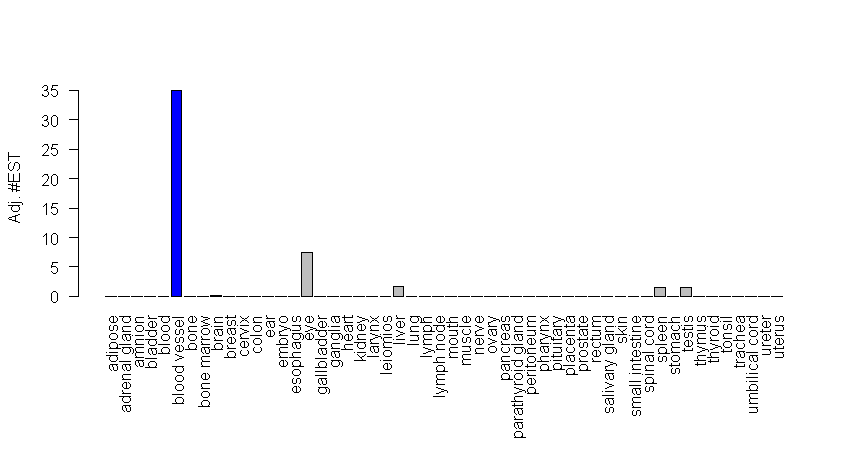 35
30
25
20
15
10
5
0
Adj. #EST
adipose
adrenal gland
amnion
bladder
blood
blood vessel
bone
bone marrow
brain
breast
cervix
colon
ear
embryo
esophagus
eye
gallbladder
ganglia
heart
kidney
larynx
leiomios
liver
lung
lymph
lymph node
mouth
muscle
nerve
ovary
pancreas
parathyroid gland
peritoneum
pharynx
pituitary
placenta
prostate
rectum
salivary gland
skin
small intestine
spinal cord
spleen
stomach
testis
thymus
thyroid
tonsil
trachea
umbilical cord
ureter
uterus